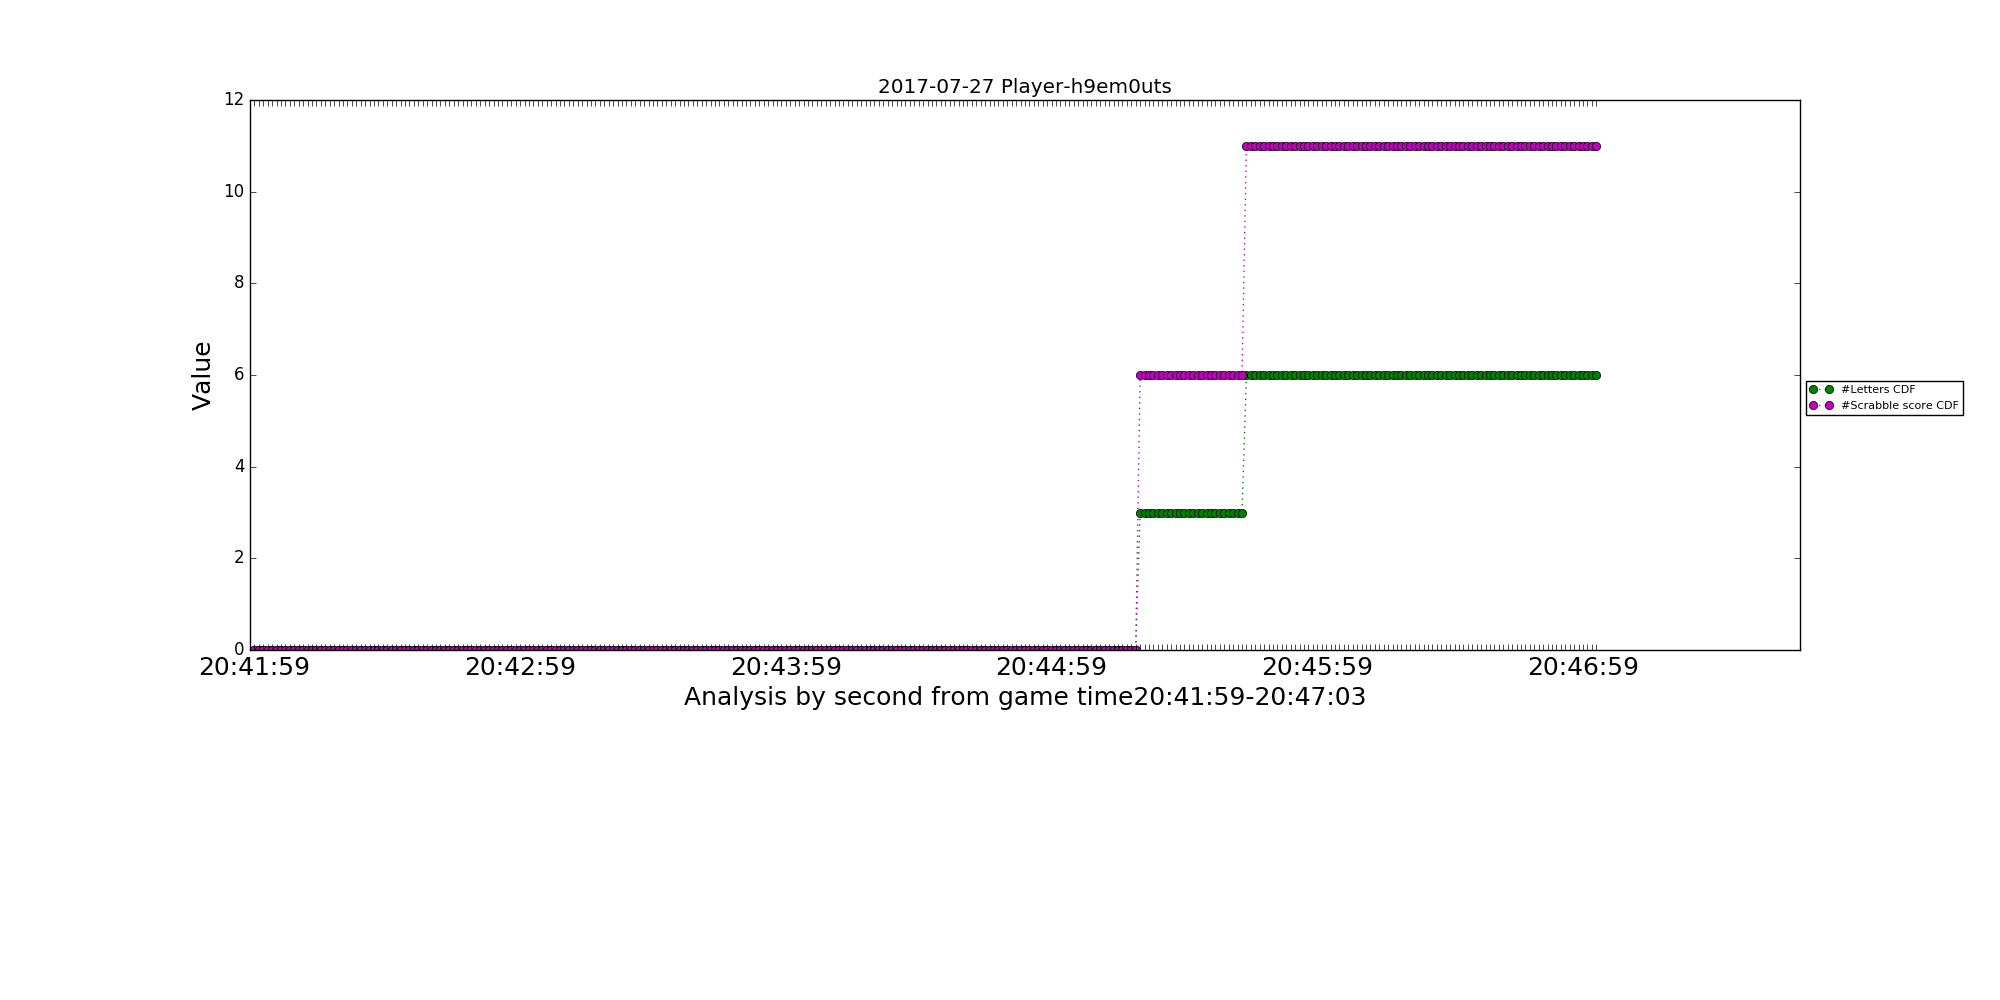 2017-07-27 Player-h9em0uts
12
10
8
6
4
2
0
Value
20:41:59 20:42:59 20:43:59 20:44:59 20:45:59 20:46:59
Analysis by second from game time20:41:59-20:47:03
#Letters CDF
#Scrabble score CDF